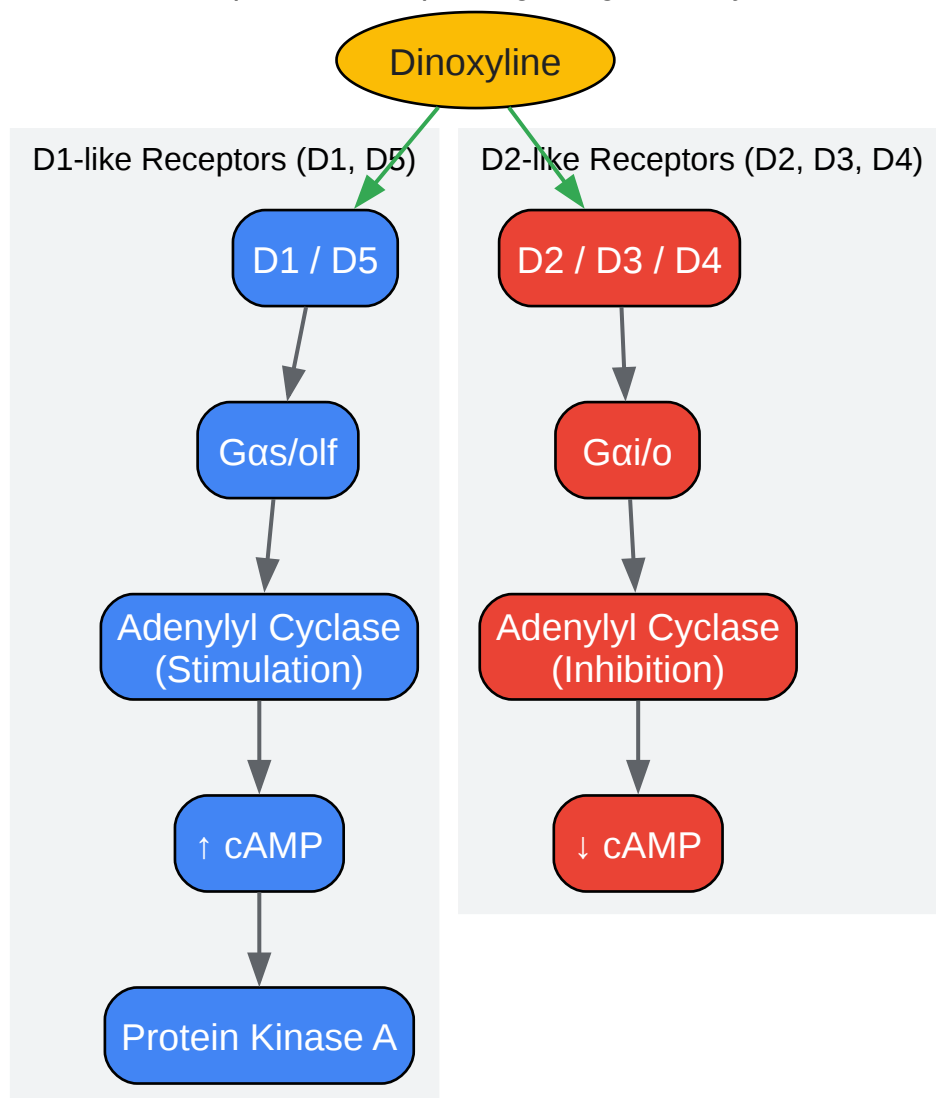 Dinoxyline
D1-like Receptors (D1, D5)
D1 / D5
Gαs/olf
Adenylyl Cyclase
(Stimulation)
↑ cAMP
Protein Kinase A
D2-like Receptors (D2, D3, D4)
D2 / D3 / D4
Gαi/o
Adenylyl Cyclase
(Inhibition)
↓ cAMP